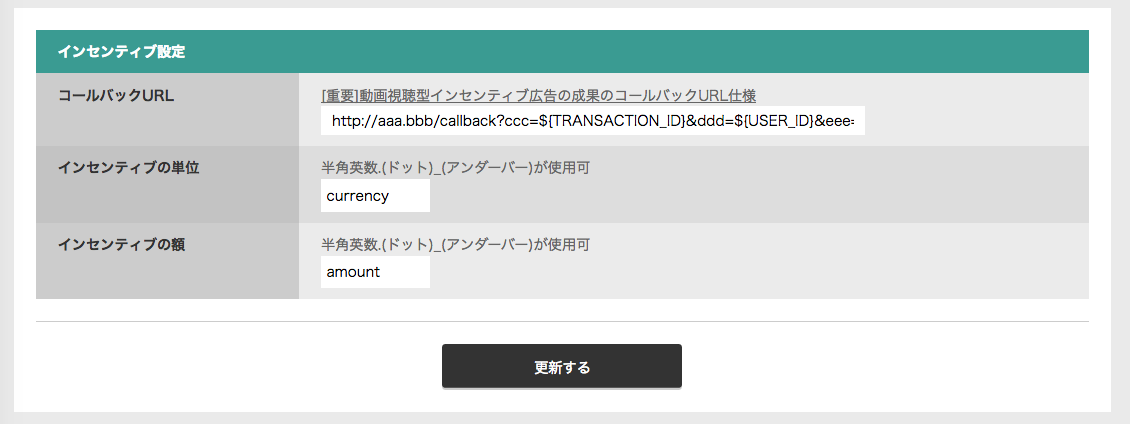 インセンティブ設定
コールバックURL
[重要]動画視聴型インセンティブ広告の成果のコールバックURL仕様
http://aaa.bbb/callback?ccc=${TRANSACTION_ID}&ddd=${USER_ID}&eee=
インセンティブの単位
半角英数.(ドット)_(アンダーバー)が使用可
currency
インセンティブの額
半角英数.(ドット)_(アンダーバー)が使用可
amount
更新する